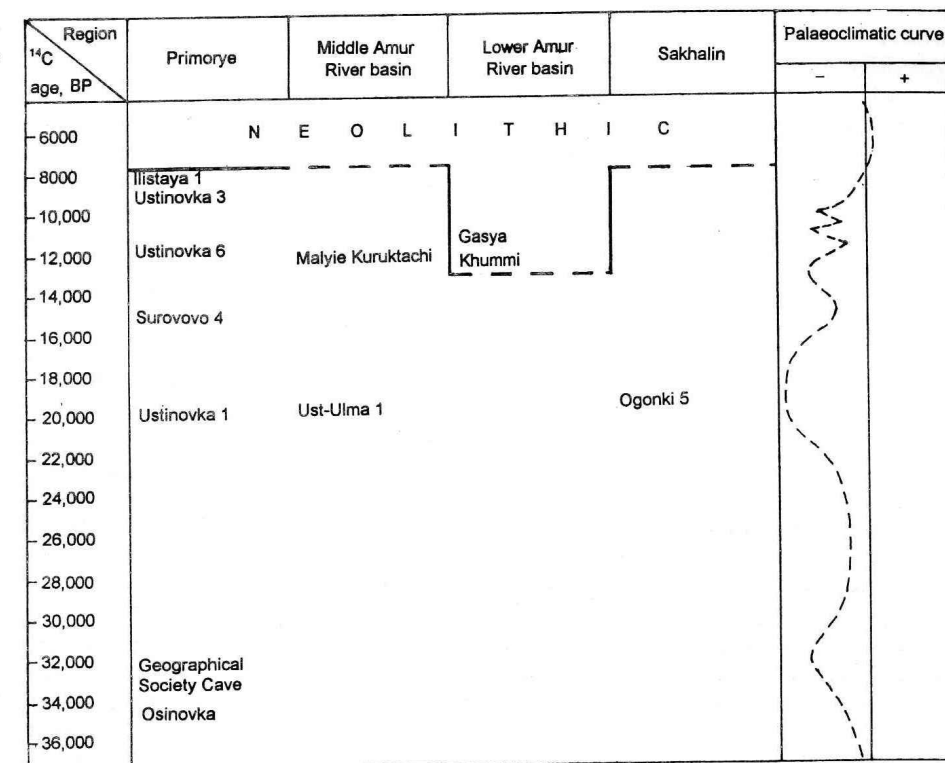 Region
¹⁴C
age, BP
Primorye
Middle Amur
River basin
Lower Amur
River basin
Sakhalin
Palaeoclimatic curve
– +
NEOLITHIC
6000
8000
10,000
12,000
14,000
16,000
18,000
20,000
22,000
24,000
26,000
28,000
30,000
32,000
34,000
36,000
Ilistaya 1
Ustinovka 3
Ustinovka 6
Surovovo 4
Ustinovka 1
Geographical
Society Cave
Osinovka
Malyie Kuruktachi
Ust-Ulma 1
Gasya
Khummi
Ogonki 5